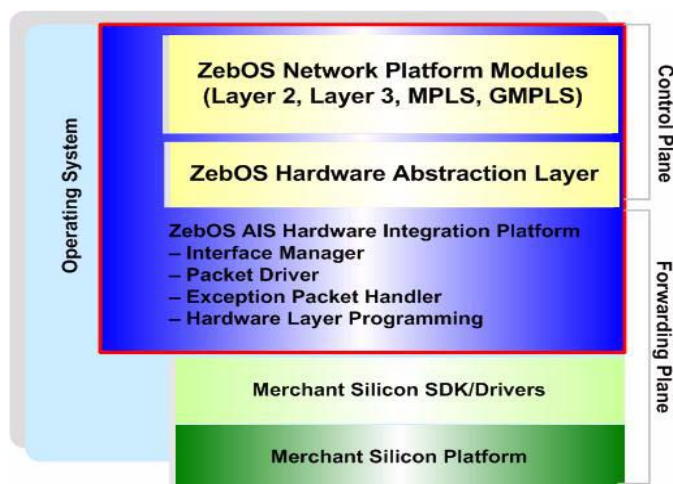 ZebOS Network Platform Modules
(Layer 2, Layer 3, MPLS, GMPLS)
ZebOS Hardware Abstraction Layer
ZebOS AIS Hardware Integration Platform
– Interface Manager
– Packet Driver
– Exception Packet Handler
– Hardware Layer Programming
Merchant Silicon SDK/Drivers
Merchant Silicon Platform
Operating System
Control Plane
Forwarding Plane